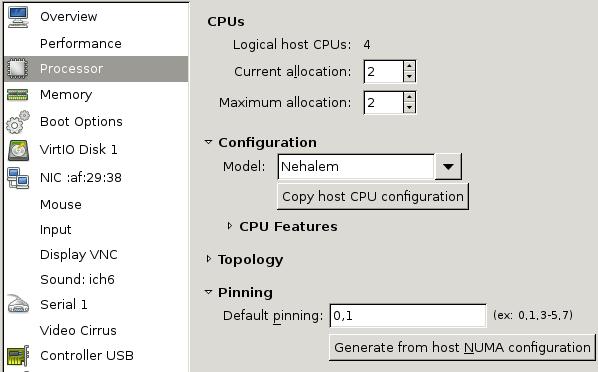 Overview
Performance
Processor
Memory
Boot Options
VirtIO Disk 1
NIC :af:29:38
Mouse
Input
Display VNC
Sound: ich6
Serial 1
Video Cirrus
Controller USB
CPUs
Logical host CPUs: 4
Current allocation: 2
Maximum allocation: 2
Configuration
Model: Nehalem
Copy host CPU configuration
CPU Features
Topology
Pinning
Default pinning: 0,1 (ex: 0,1,3-5,7)
Generate from host NUMA configuration